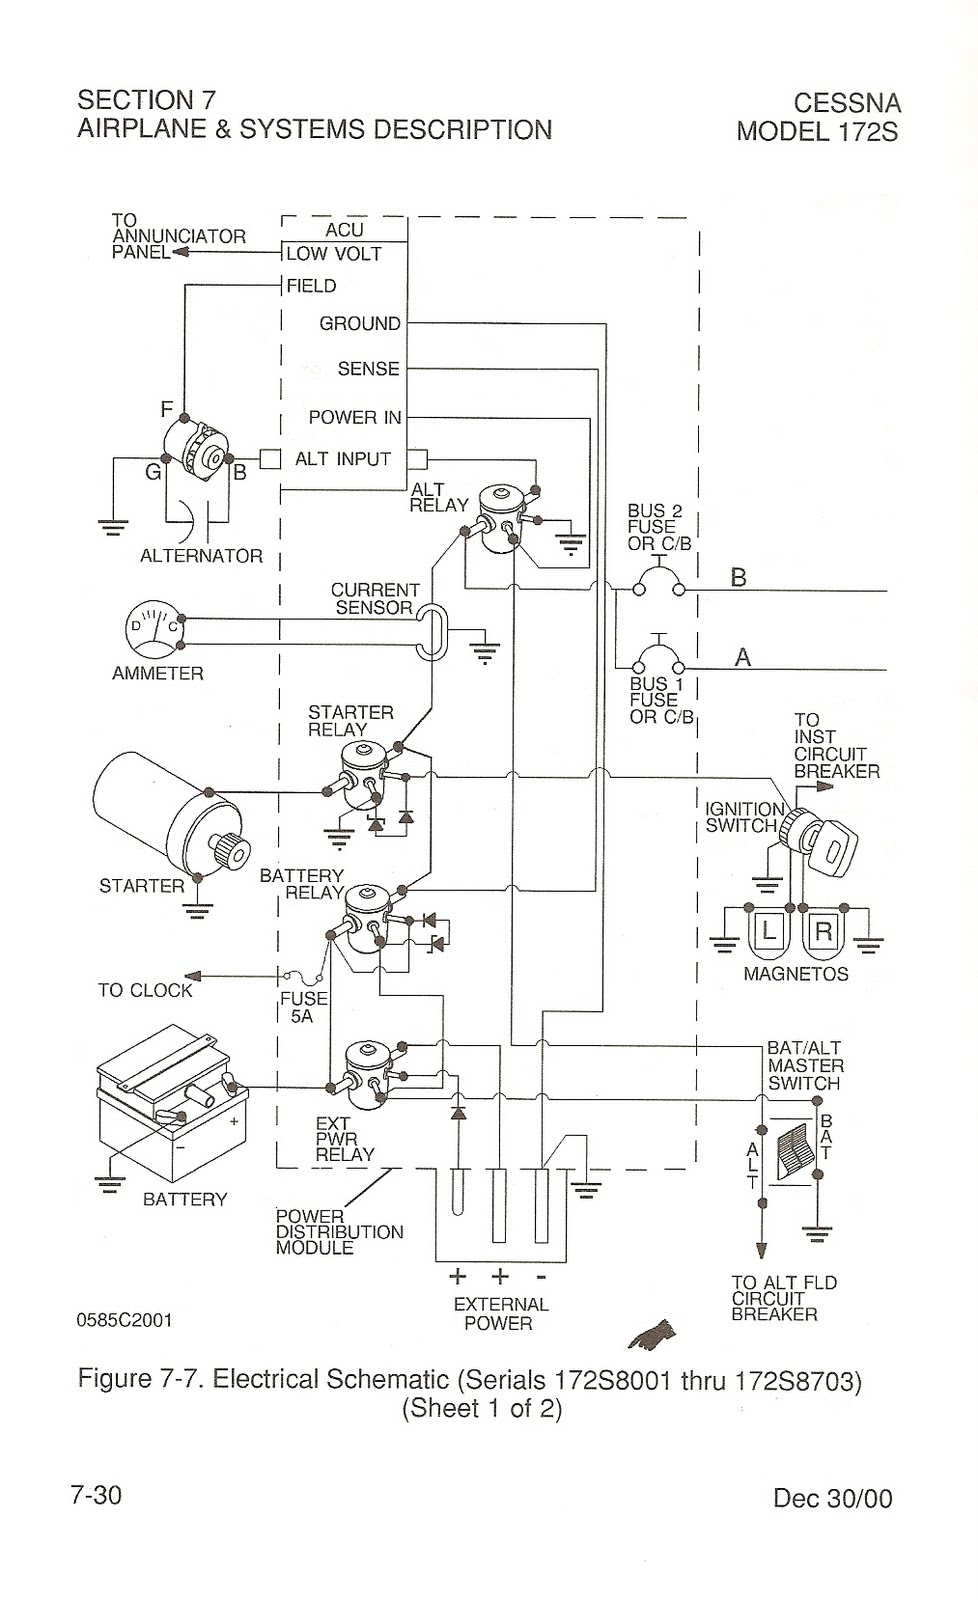 SECTION 7
AIRPLANE & SYSTEMS DESCRIPTION
CESSNA
MODEL 172S
TO
ANNUNCIATOR
PANEL
ACU
LOW VOLT
FIELD
GROUND
SENSE
POWER IN
ALT INPUT
F
G
B
ALTERNATOR
ALT
RELAY
BUS 2
FUSE
OR C/B
B
CURRENT
SENSOR
D
C
AMMETER
A
BUS 1
FUSE
OR C/B
STARTER
RELAY
TO
INST
CIRCUIT
BREAKER
IGNITION
SWITCH
STARTER
BATTERY
RELAY
L
R
MAGNETOS
TO CLOCK
FUSE
5A
BAT/ALT
MASTER
SWITCH
EXT
PWR
RELAY
ALT
BAT
+
-
BATTERY
POWER
DISTRIBUTION
MODULE
+ + -
EXTERNAL
POWER
TO ALT FLD
CIRCUIT
BREAKER
0585C2001
Figure 7-7. Electrical Schematic (Serials 172S8001 thru 172S8703)
(Sheet 1 of 2)
7-30
Dec 30/00